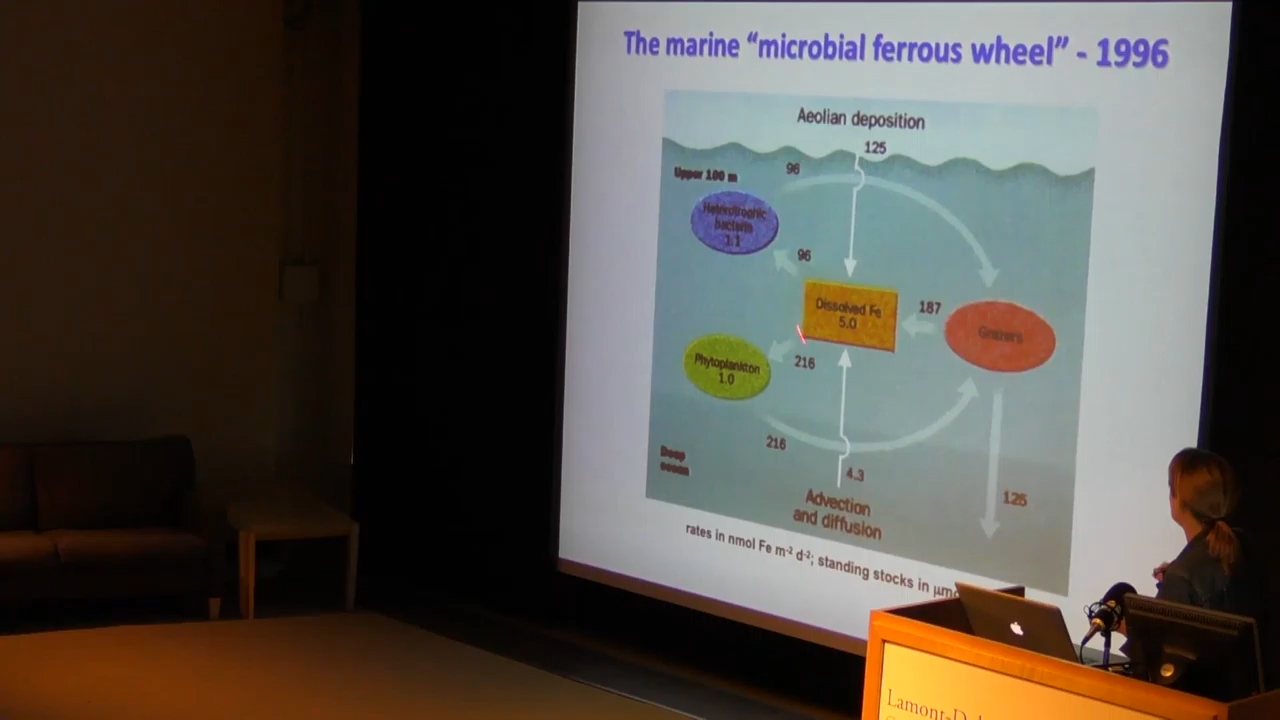 The marine “microbial ferrous wheel” - 1996
Aeolian deposition
125
96
Upper 100 m
Heterotrophic
bacteria
1.1
96
Dissolved Fe
5.0
187
Grazers
Phytoplankton
1.0
216
216
Deep
ocean
4.3
125
Advection
and diffusion
rates in nmol Fe m⁻² d⁻²; standing stocks in